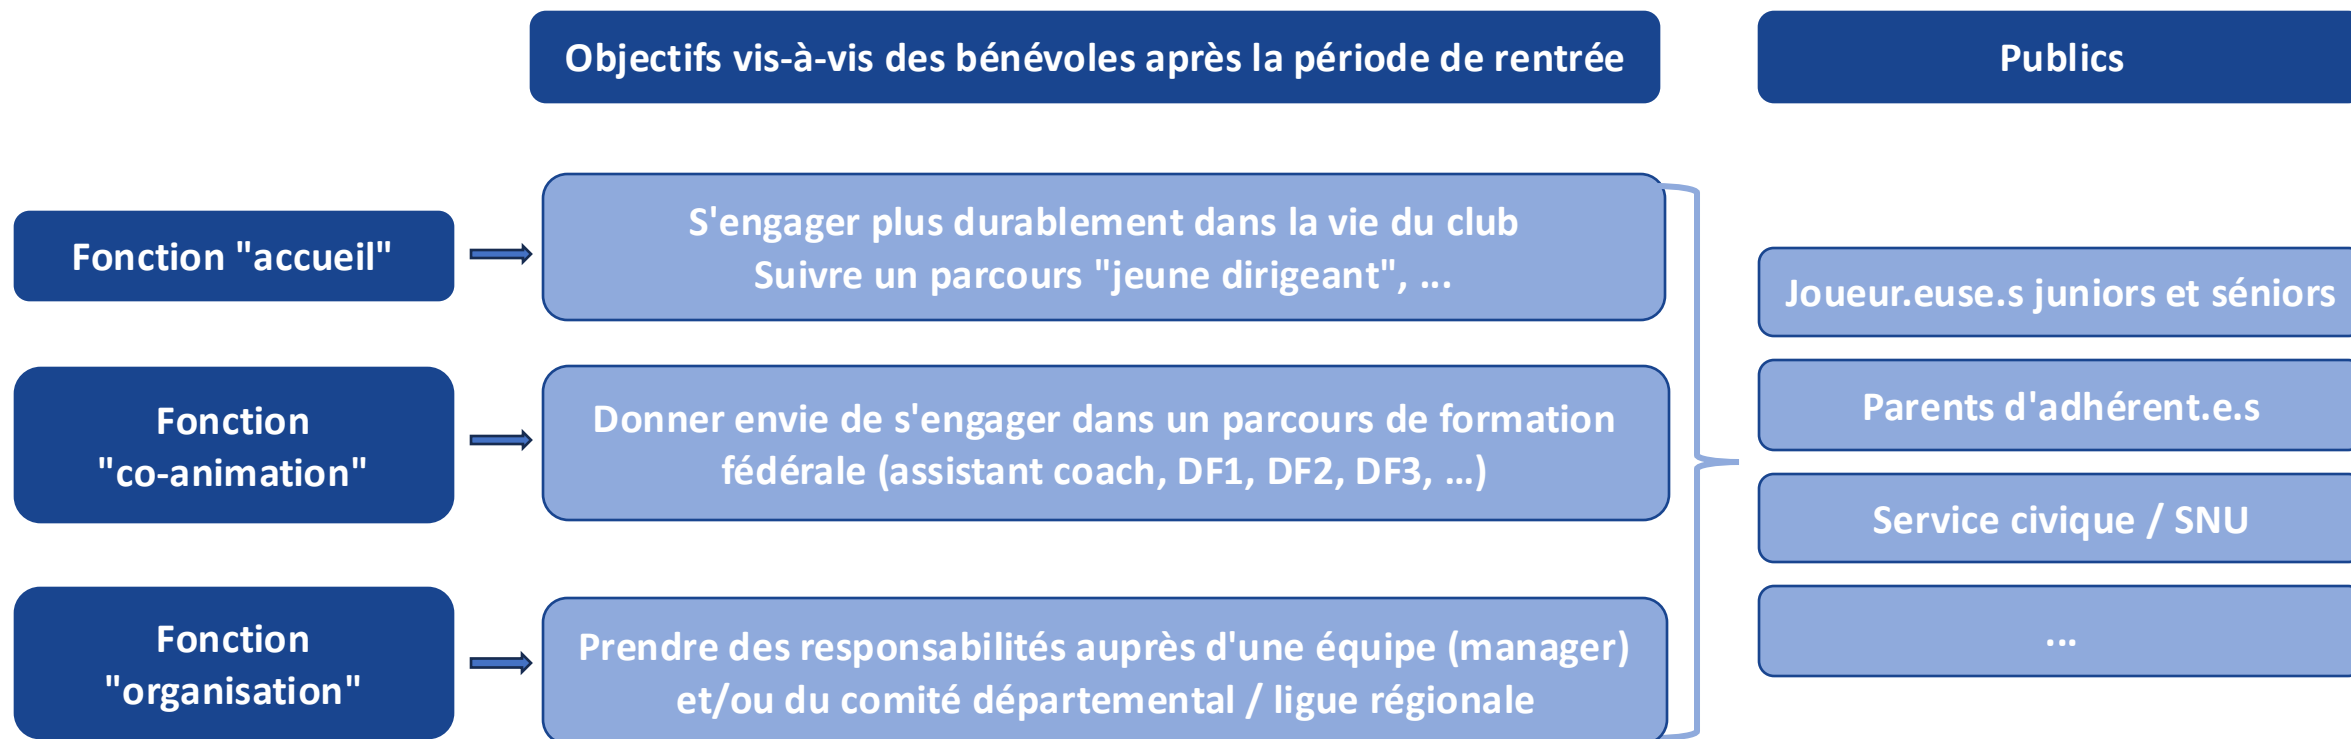 Objectifs vis-à-vis des bénévoles après la période de rentrée
Publics
Fonction "accueil"
S'engager plus durablement dans la vie du club
Suivre un parcours "jeune dirigeant", ...
Fonction
"co-animation"
Donner envie de s'engager dans un parcours de formation
fédérale (assistant coach, DF1, DF2, DF3, ...)
Fonction
"organisation"
Prendre des responsabilités auprès d'une équipe (manager)
et/ou du comité départemental / ligue régionale
Joueur.euse.s juniors et séniors
Parents d'adhérent.e.s
Service civique / SNU
...